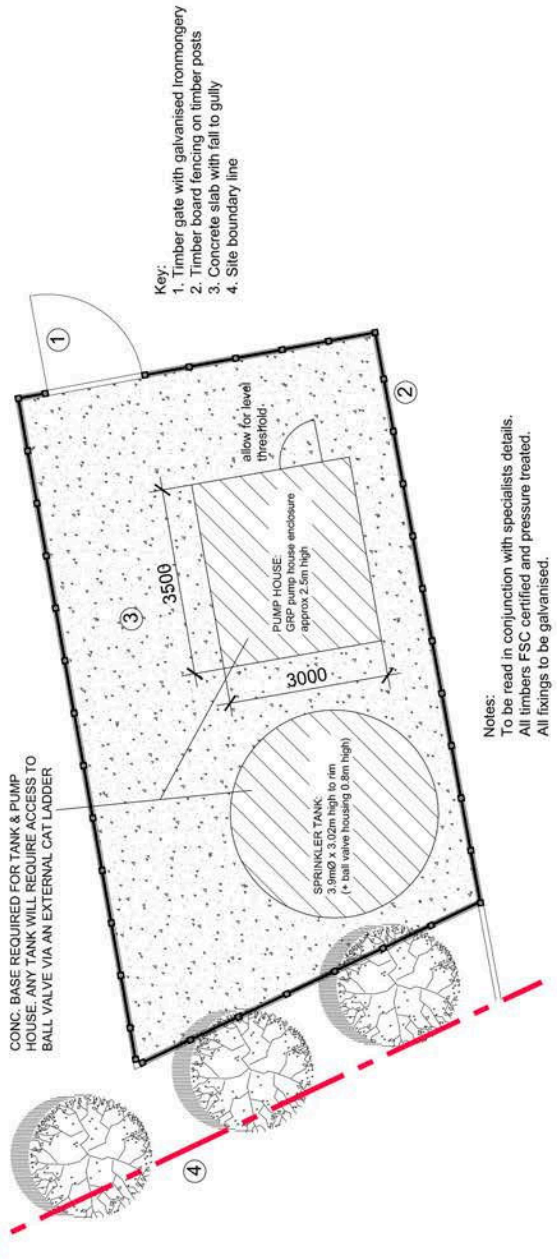 CONC. BASE REQUIRED FOR TANK & PUMP
HOUSE. ANY TANK WILL REQUIRE ACCESS TO
BALL VALVE VIA AN EXTERNAL CAT LADDER
SPRINKLER TANK:
3.9mØ x 3.02m high to rim
(+ ball valve housing 0.8m high)
3000
3500
PUMP HOUSE:
GRP pump house enclosure
approx 2.5m high
allow for level
threshold
1
2
3
4
Key:
1. Timber gate with galvanised Ironmongery
2. Timber board fencing on timber posts
3. Concrete slab with fall to gully
4. Site boundary line
Notes:
To be read in conjunction with specialists details.
All timbers FSC certified and pressure treated.
All fixings to be galvanised.